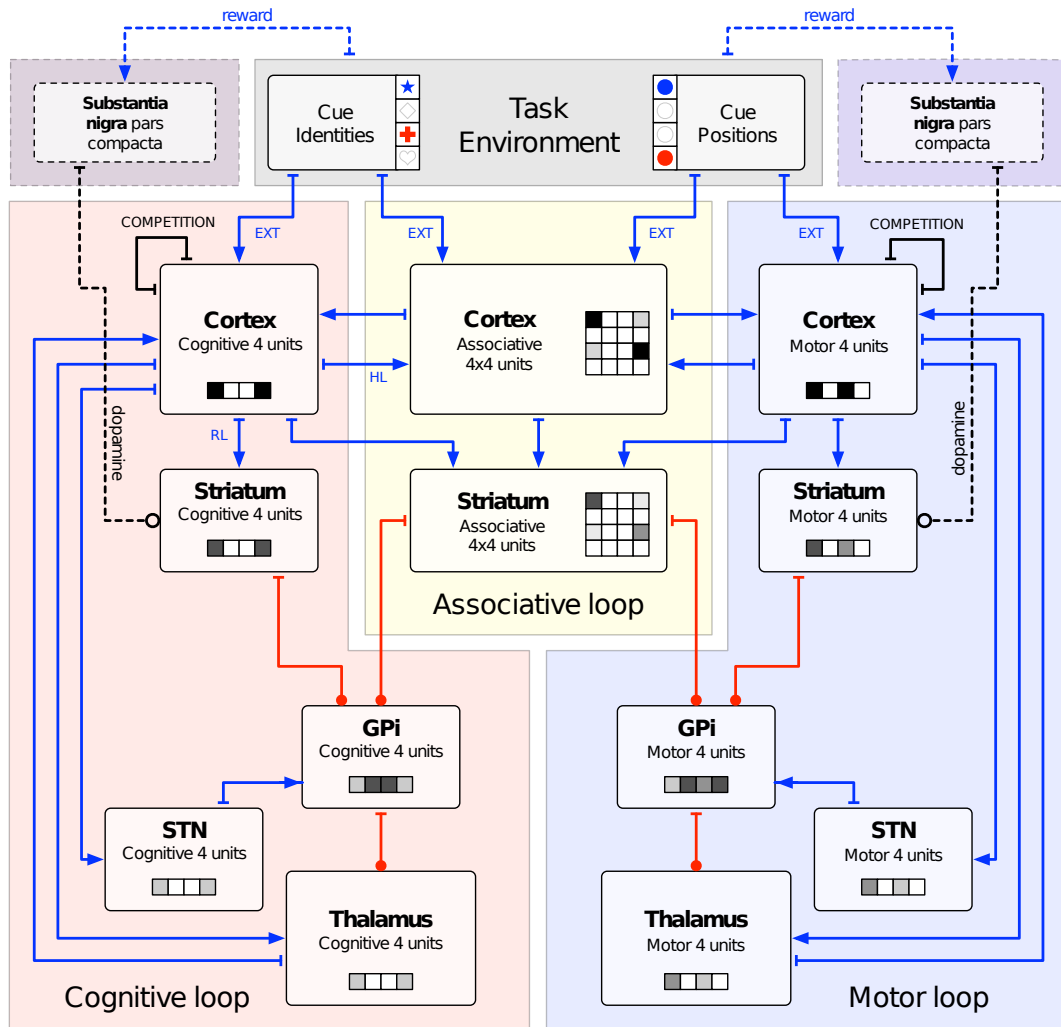 reward
reward
Substantia
nigra pars
compacta
Cue
Identities
Task
Environment
Cue
Positions
Substantia
nigra pars
compacta
COMPETITION
EXT
EXT
EXT
EXT
COMPETITION
Cortex
Cognitive 4 units
Cortex
Associative
4x4 units
Cortex
Motor 4 units
HL
dopamine
RL
dopamine
Striatum
Cognitive 4 units
Striatum
Associative
4x4 units
Striatum
Motor 4 units
Associative loop
GPi
Cognitive 4 units
GPi
Motor 4 units
STN
Cognitive 4 units
STN
Motor 4 units
Thalamus
Cognitive 4 units
Thalamus
Motor 4 units
Cognitive loop
Motor loop